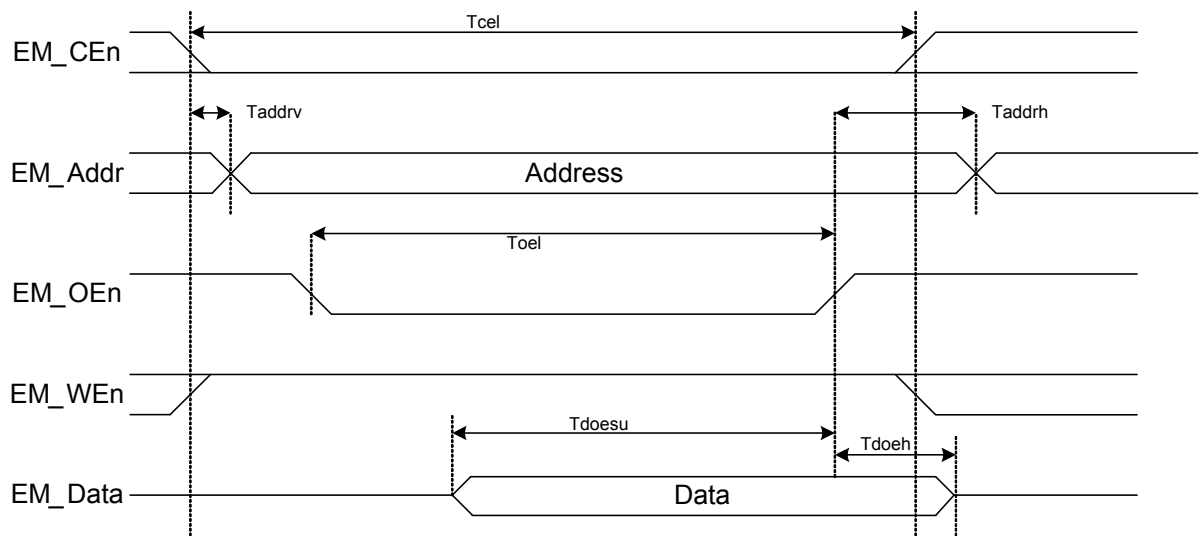 Tcel
EM_CEn
Taddrv
Taddrh
EM_Addr
Address
Toel
EM_OEn
EM_WEn
Tdoesu
Tdoeh
EM_Data
Data